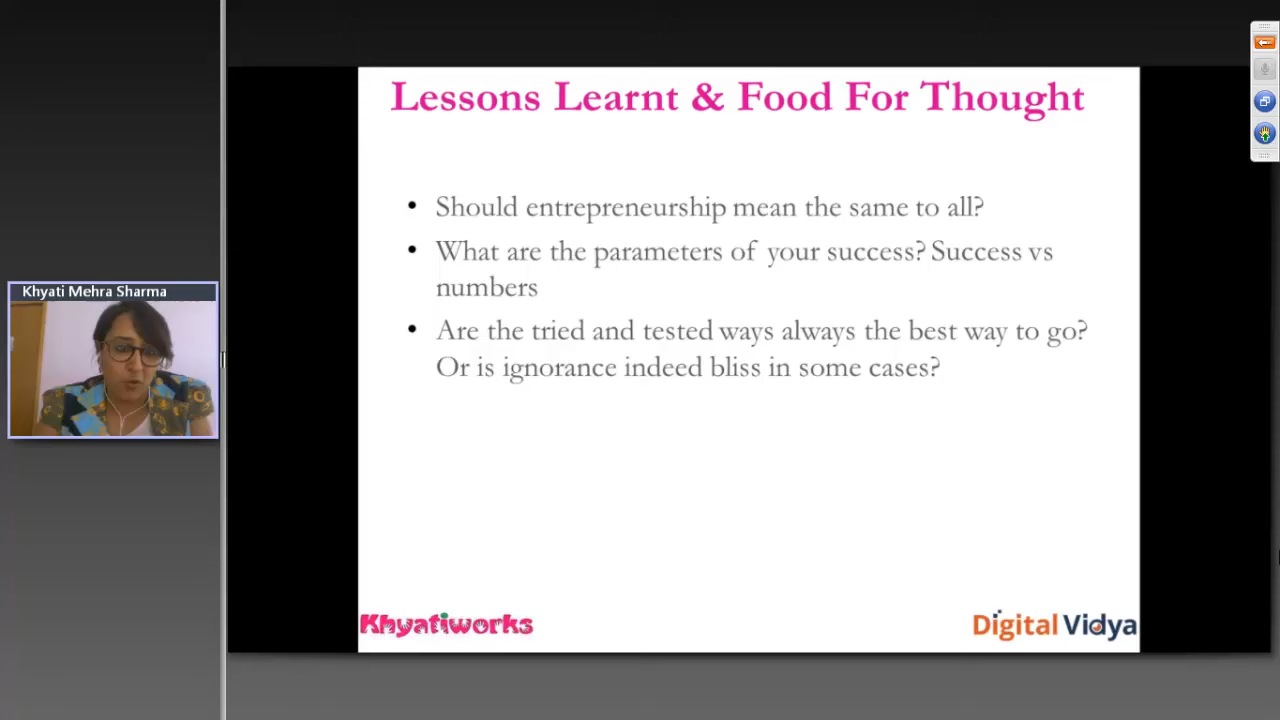 Lessons Learnt & Food For Thought
Khyati Mehra Sharma
• Should entrepreneurship mean the same to all?
• What are the parameters of your success? Success vs
numbers
• Are the tried and tested ways always the best way to go?
Or is ignorance indeed bliss in some cases?
Khyatiworks
Digital Vidya